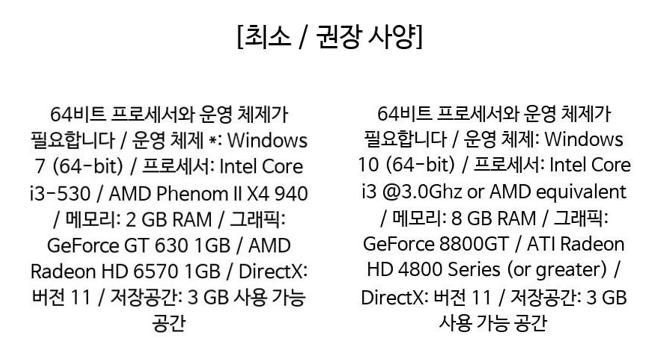 [최소 / 권장 사양]
64비트 프로세서와 운영 체제가
필요합니다 / 운영 체제 *: Windows
7 (64-bit) / 프로세서: Intel Core
i3-530 / AMD Phenom II X4 940
/ 메모리: 2 GB RAM / 그래픽:
GeForce GT 630 1GB / AMD
Radeon HD 6570 1GB / DirectX:
버전 11 / 저장공간: 3 GB 사용 가능
공간
64비트 프로세서와 운영 체제가
필요합니다 / 운영 체제: Windows
10 (64-bit) / 프로세서: Intel Core
i3 @3.0Ghz or AMD equivalent
/ 메모리: 8 GB RAM / 그래픽:
GeForce 8800GT / ATI Radeon
HD 4800 Series (or greater) /
DirectX: 버전 11 / 저장공간: 3 GB
사용 가능 공간